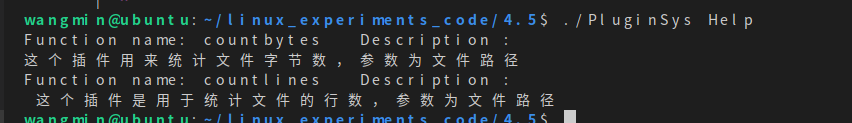 wangmin@ubuntu:~/linux_experiments_code/4.5$ ./PluginSys Help
Function name: countbytes   Description :
这个插件用来统计文件字节数，参数为文件路径
Function name: countlines   Description :
 这个插件是用于统计文件的行数，参数为文件路径
wangmin@ubuntu:~/linux_experiments_code/4.5$